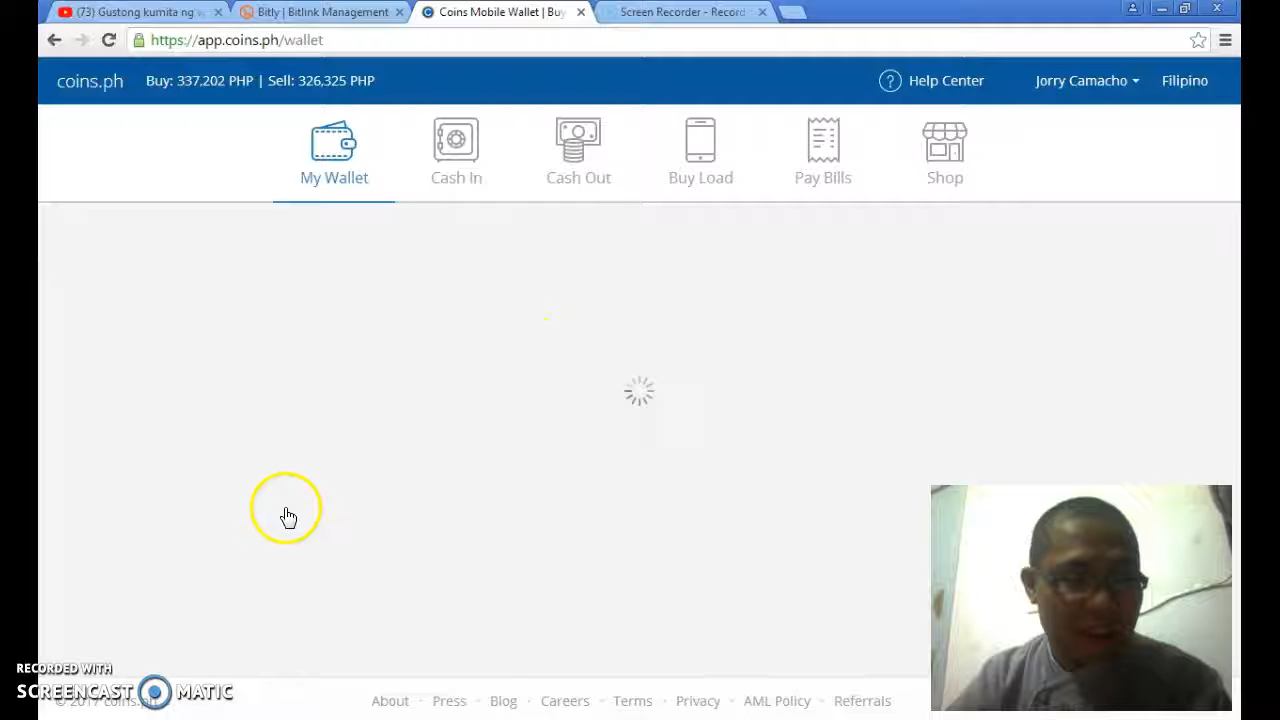 (73) Gustong kumita ng w
Bitly | Bitlink Management
Coins Mobile Wallet | Buy
Screen Recorder - Record
https://app.coins.ph/wallet
coins.ph
Buy: 337,202 PHP | Sell: 326,325 PHP
Help Center
Jorry Camacho
Filipino
My Wallet
Cash In
Cash Out
Buy Load
Pay Bills
Shop
RECORDED WITH
SCREENCAST MATIC
© 2017 coins.ph
About - Press - Blog - Careers - Terms - Privacy - AML Policy - Referrals